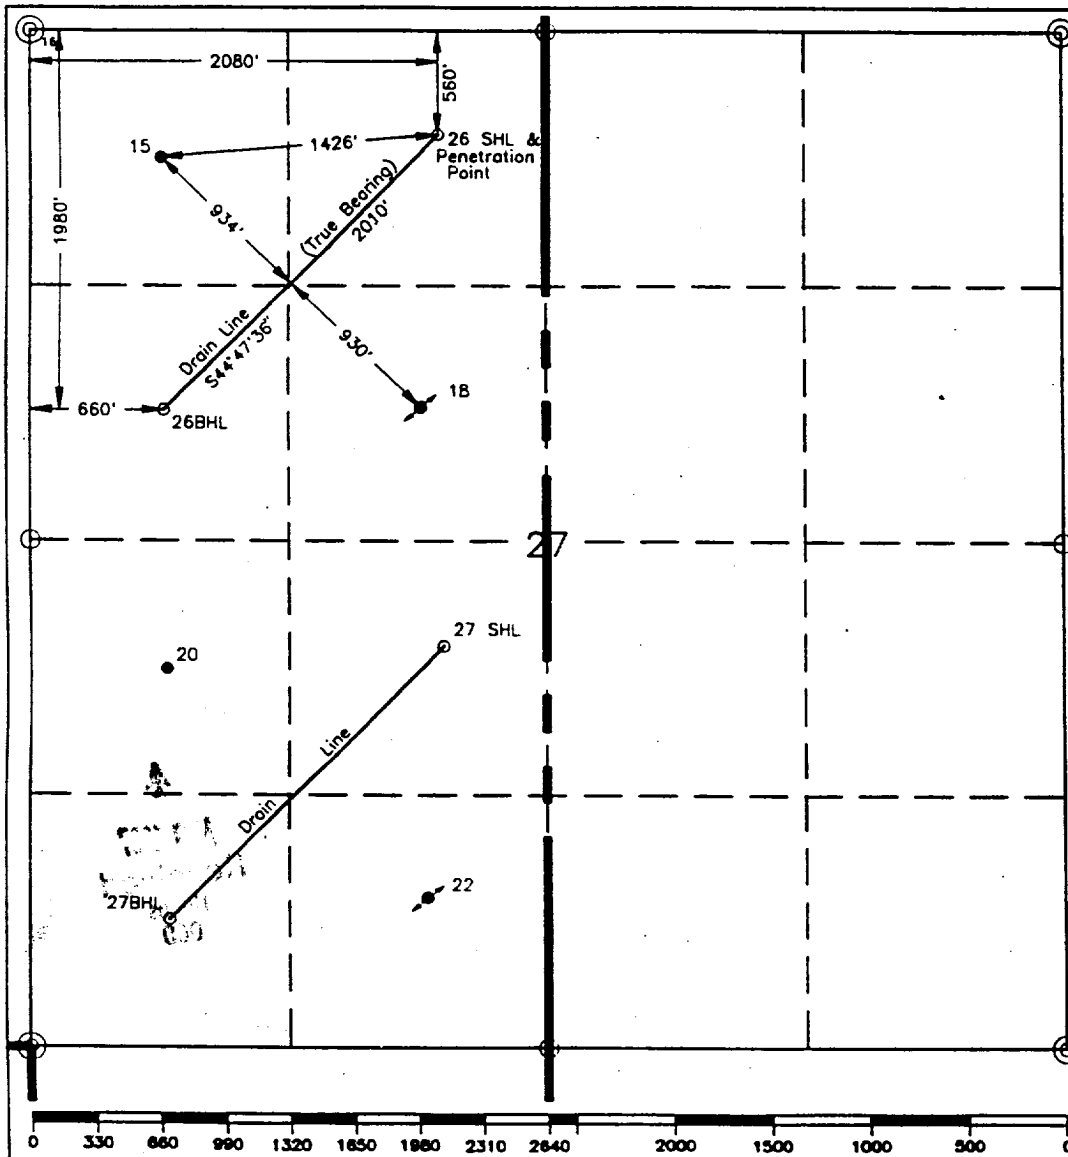 16
2080'
560'
15
1426'
26 SHL &
Penetration
Point
1980'
934'
(True Bearing)
2010'
Drain Line
S44°47'36"
930'
18
660'
26BHL
27
27 SHL
20
Line
Drain
22
27BHL
0 330 660 990 1320 1650 1980 2310 2640 2000 1500 1000 500 0